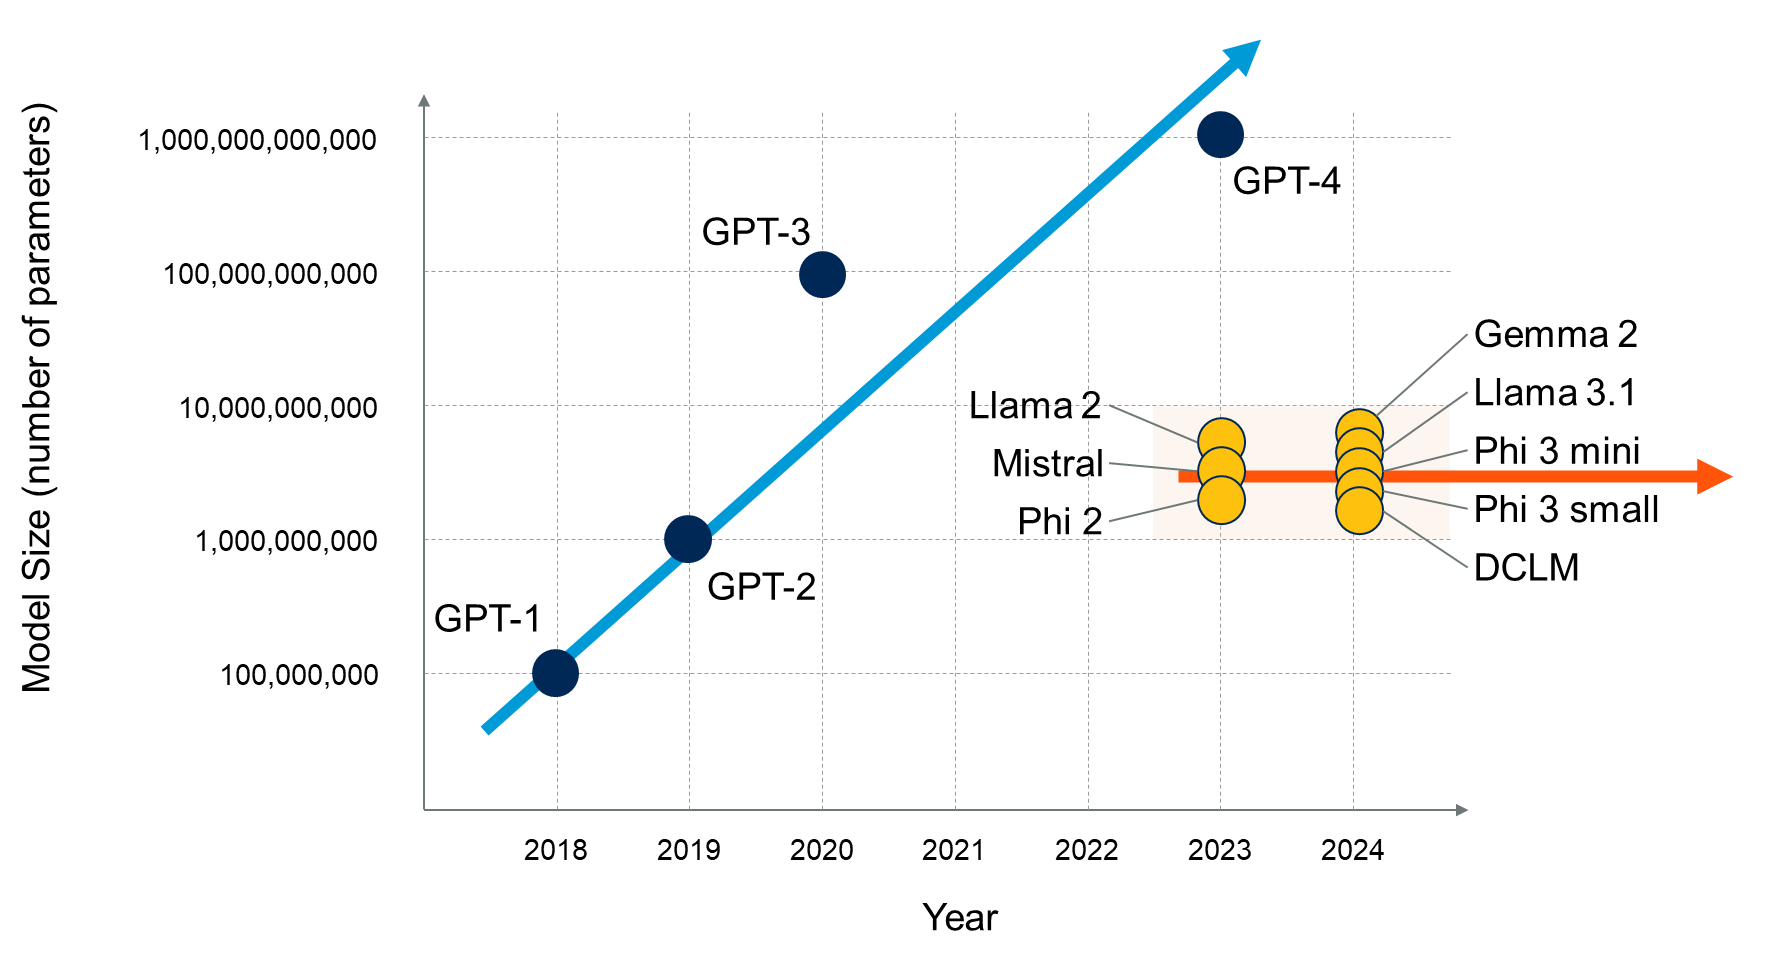 Model Size (number of parameters)
1,000,000,000,000
100,000,000,000
10,000,000,000
1,000,000,000
100,000,000
GPT-1
GPT-2
GPT-3
GPT-4
Llama 2
Mistral
Phi 2
Gemma 2
Llama 3.1
Phi 3 mini
Phi 3 small
DCLM
2018
2019
2020
2021
2022
2023
2024
Year